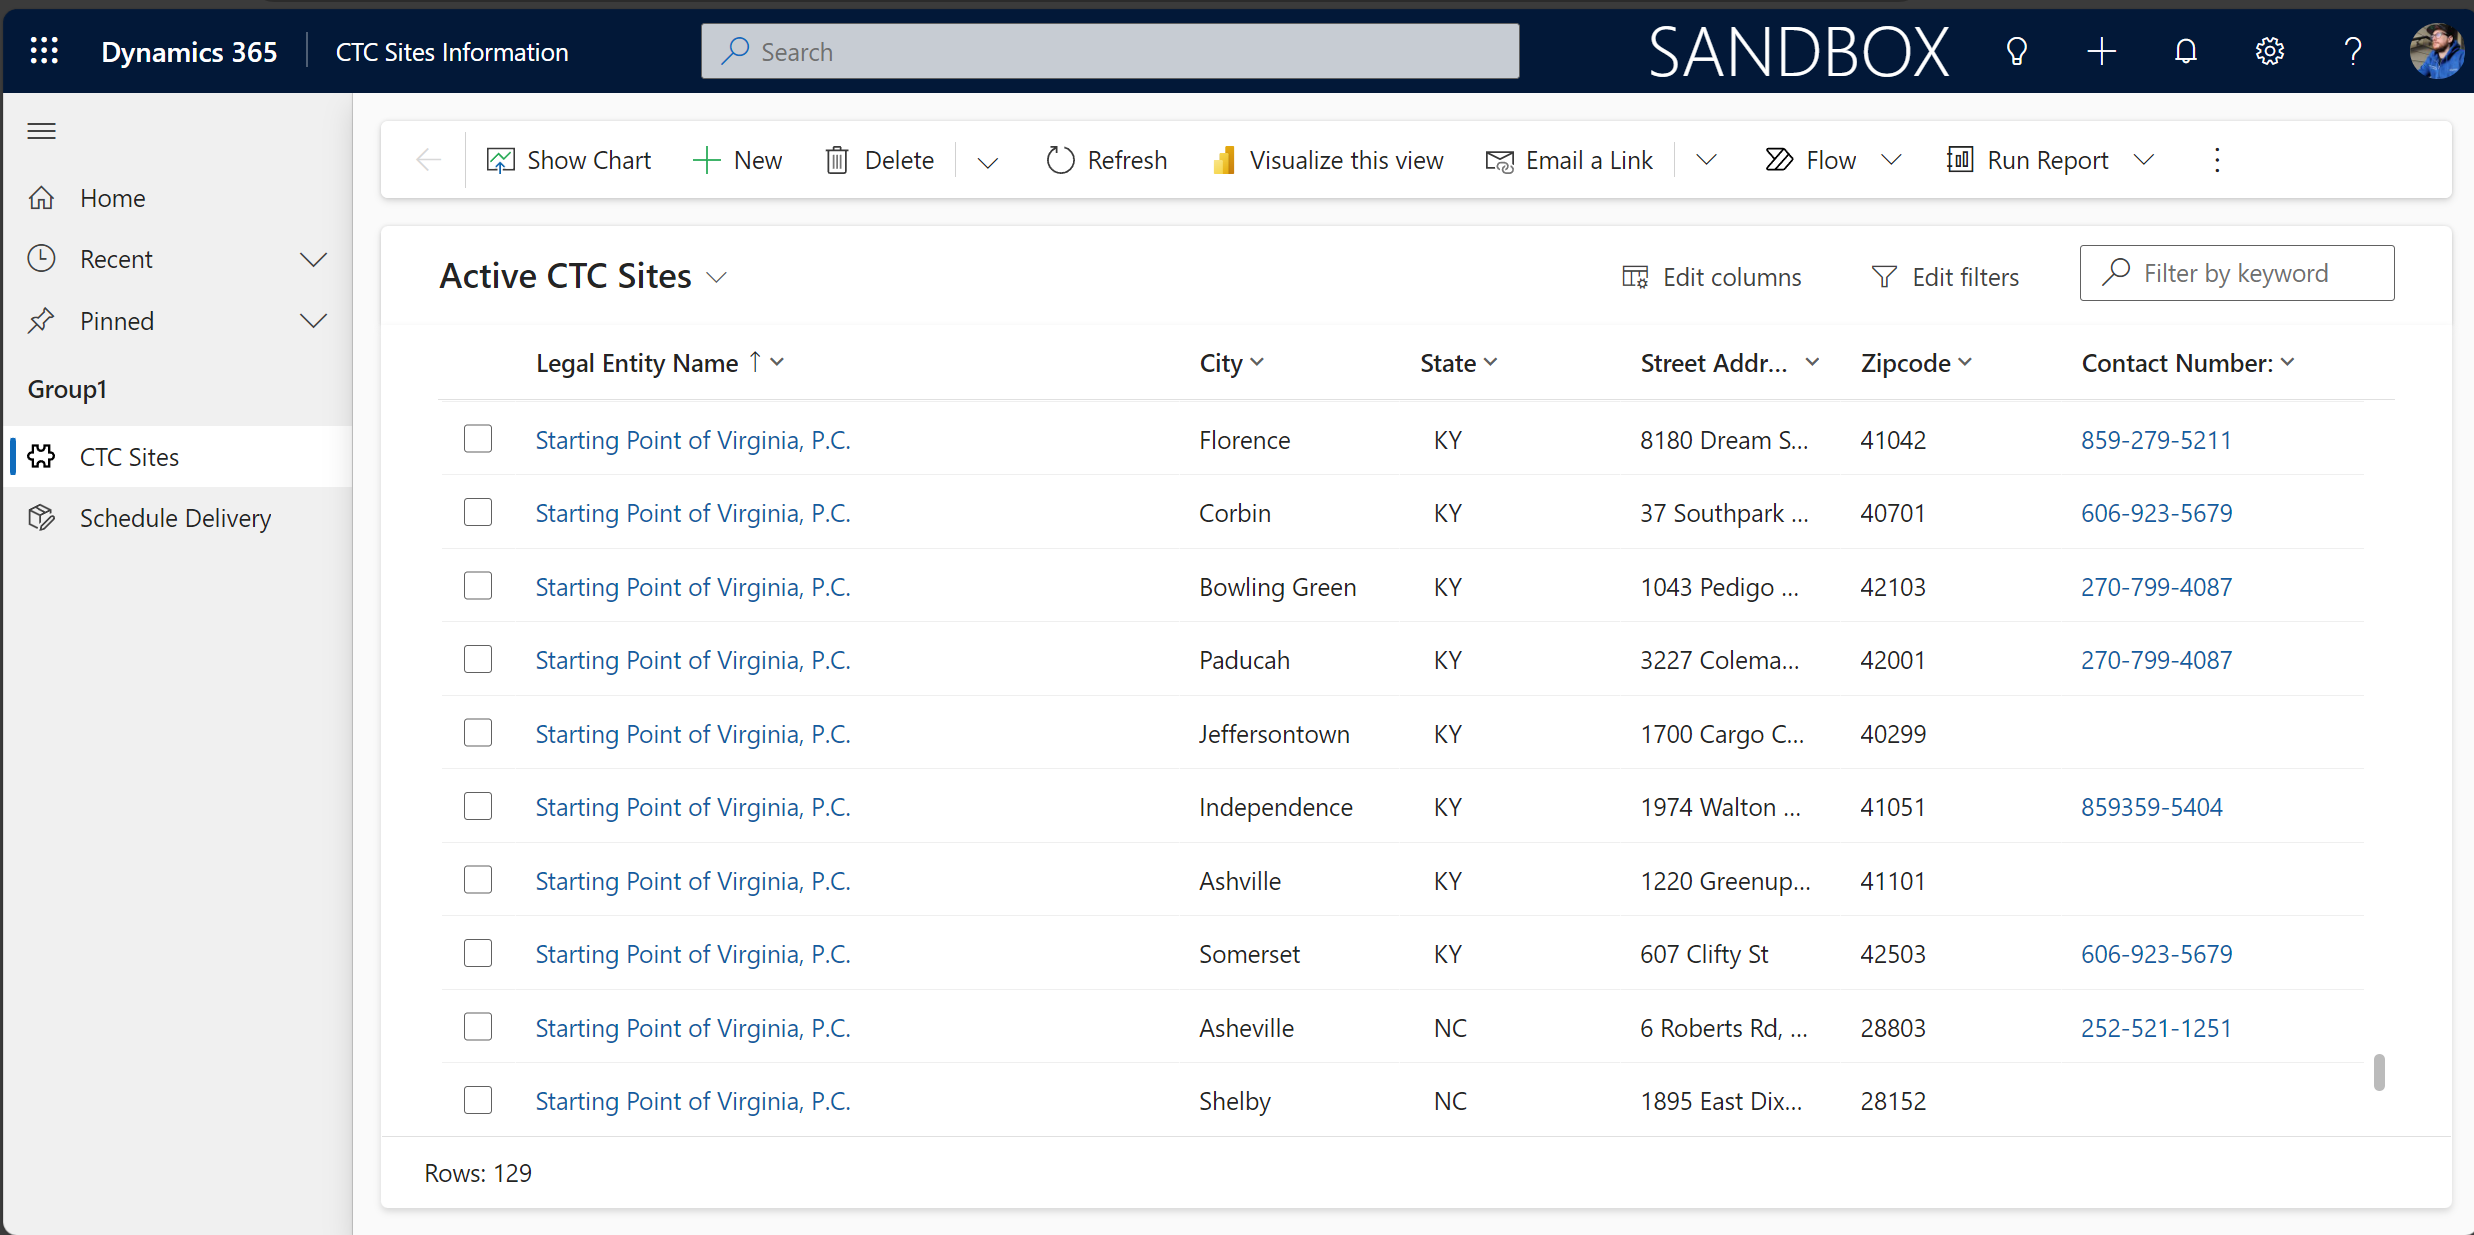 Dynamics 365 CTC Sites Information Search SANDBOX
Show Chart New Delete Refresh Visualize this view Email a Link Flow Run Report
Home
Recent
Pinned
Group1
CTC Sites
Schedule Delivery
Active CTC Sites Edit columns Edit filters Filter by keyword
Legal Entity Name ↑ City State Street Addr... Zipcode Contact Number:
Starting Point of Virginia, P.C. Florence KY 8180 Dream S... 41042 859-279-5211
Starting Point of Virginia, P.C. Corbin KY 37 Southpark ... 40701 606-923-5679
Starting Point of Virginia, P.C. Bowling Green KY 1043 Pedigo ... 42103 270-799-4087
Starting Point of Virginia, P.C. Paducah KY 3227 Colema... 42001 270-799-4087
Starting Point of Virginia, P.C. Jeffersontown KY 1700 Cargo C... 40299
Starting Point of Virginia, P.C. Independence KY 1974 Walton ... 41051 859359-5404
Starting Point of Virginia, P.C. Ashville KY 1220 Greenup... 41101
Starting Point of Virginia, P.C. Somerset KY 607 Clifty St 42503 606-923-5679
Starting Point of Virginia, P.C. Asheville NC 6 Roberts Rd, ... 28803 252-521-1251
Starting Point of Virginia, P.C. Shelby NC 1895 East Dix... 28152
Rows: 129